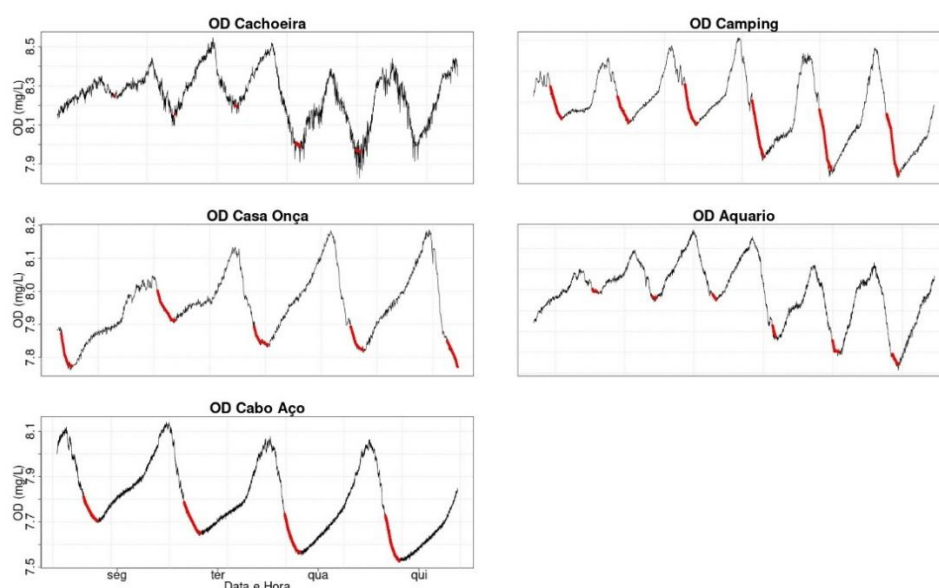 OD Cachoeira
OD Camping
OD (mg/L)
8.5
8.3
8.1
7.9
OD Casa Onça
OD Aquario
OD (mg/L)
8.2
8.1
8.0
7.9
7.8
OD Cabo Aço
OD (mg/L)
8.1
7.9
7.7
7.5
seg
ter
qua
qui
Data e Hora